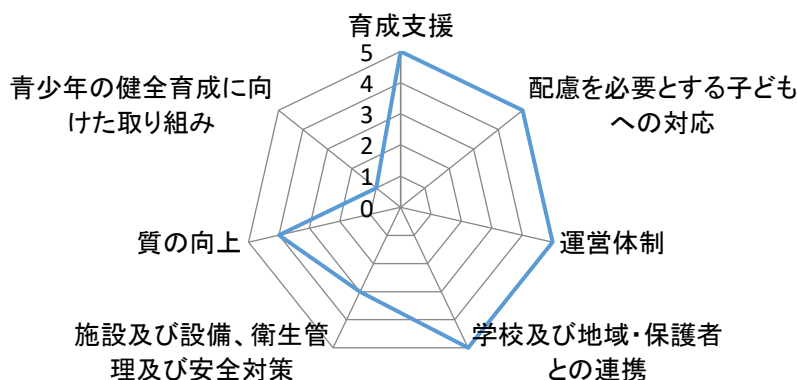 育成支援
配慮を必要とする子ども
への対応
運営体制
学校及び地域・保護者
との連携
施設及び設備、衛生管
理及び安全対策
質の向上
青少年の健全育成に向
けた取り組み
5
4
3
2
1
0